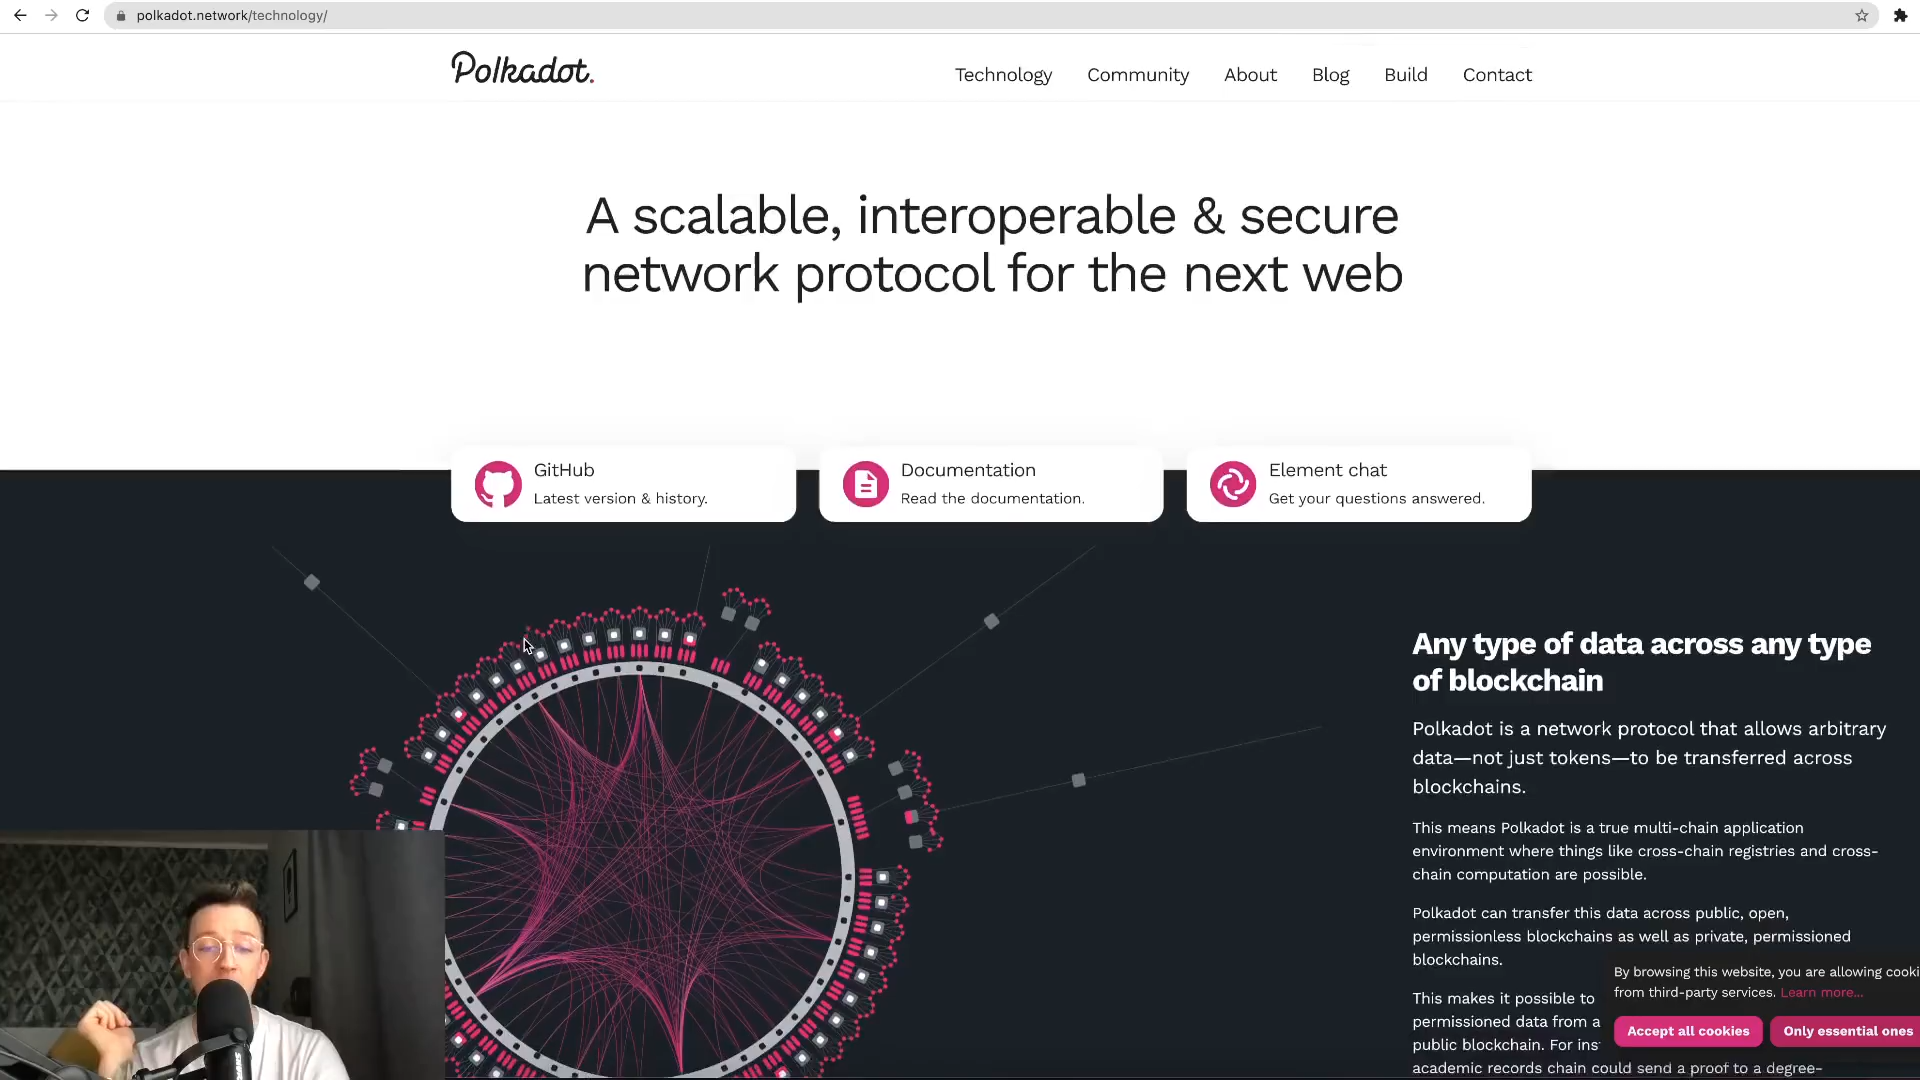 polkadot.network/technology/
Polkadot.
Technology
Community
About
Blog
Build
Contact
A scalable, interoperable & secure
network protocol for the next web
GitHub
Latest version & history.
Documentation
Read the documentation.
Element chat
Get your questions answered.
Any type of data across any type
of blockchain
Polkadot is a network protocol that allows arbitrary
data—not just tokens—to be transferred across
blockchains.
This means Polkadot is a true multi-chain application
environment where things like cross-chain registries and cross-
chain computation are possible.
Polkadot can transfer this data across public, open,
permissionless blockchains as well as private, permissioned
blockchains.
This makes it possible to
permissioned data from a
public blockchain. For ins
academic records chain could send a proof to a degree-
By browsing this website, you are allowing cooki
from third-party services. Learn more...
Accept all cookies
Only essential ones